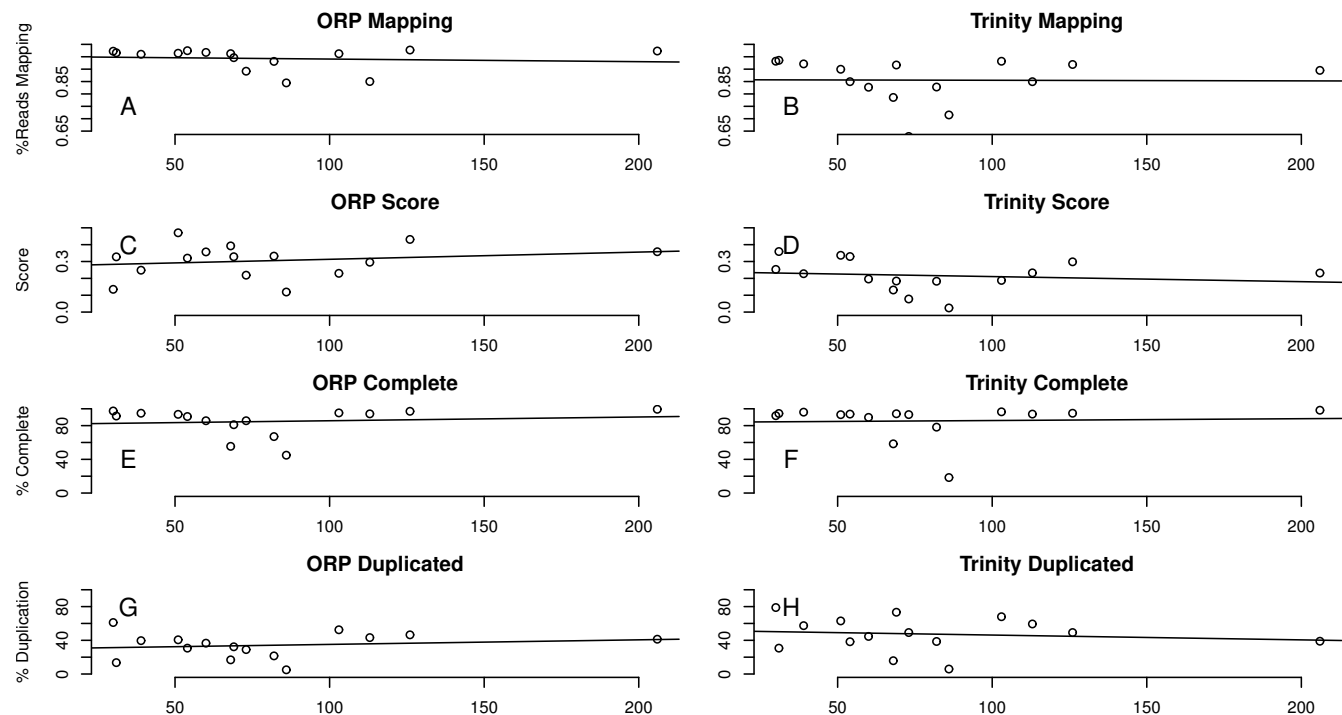 ORP Mapping
%Reads Mapping
0.65 0.85
A
50 100 150 200
Trinity Mapping
0.65 0.85
B
50 100 150 200
ORP Score
Score
0.0 0.3
C
50 100 150 200
Trinity Score
0.0 0.3
D
50 100 150 200
ORP Complete
% Complete
0 40 80
E
50 100 150 200
Trinity Complete
0 40 80
F
50 100 150 200
ORP Duplicated
% Duplication
0 40 80
G
50 100 150 200
Trinity Duplicated
0 40 80
H
50 100 150 200